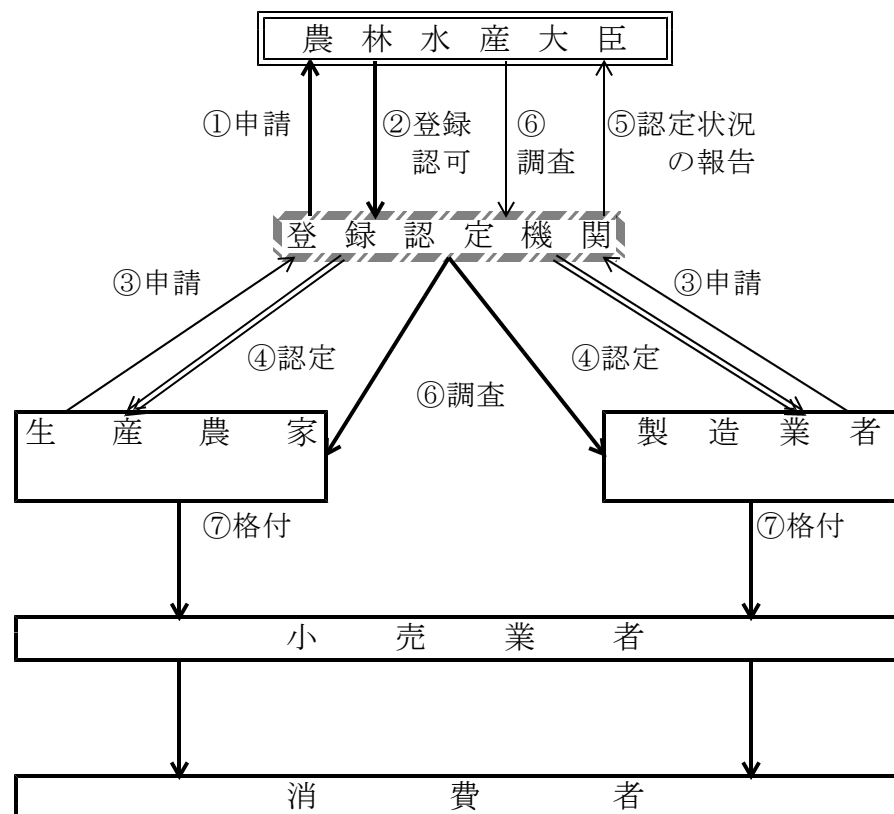 農林水産大臣
①申請
②登録
認可
⑥
調査
⑤認定状況
の報告
登録認定機関
③申請
③申請
④認定
④認定
⑥調査
生産農家
製造業者
⑦格付
⑦格付
小売業者
消費者